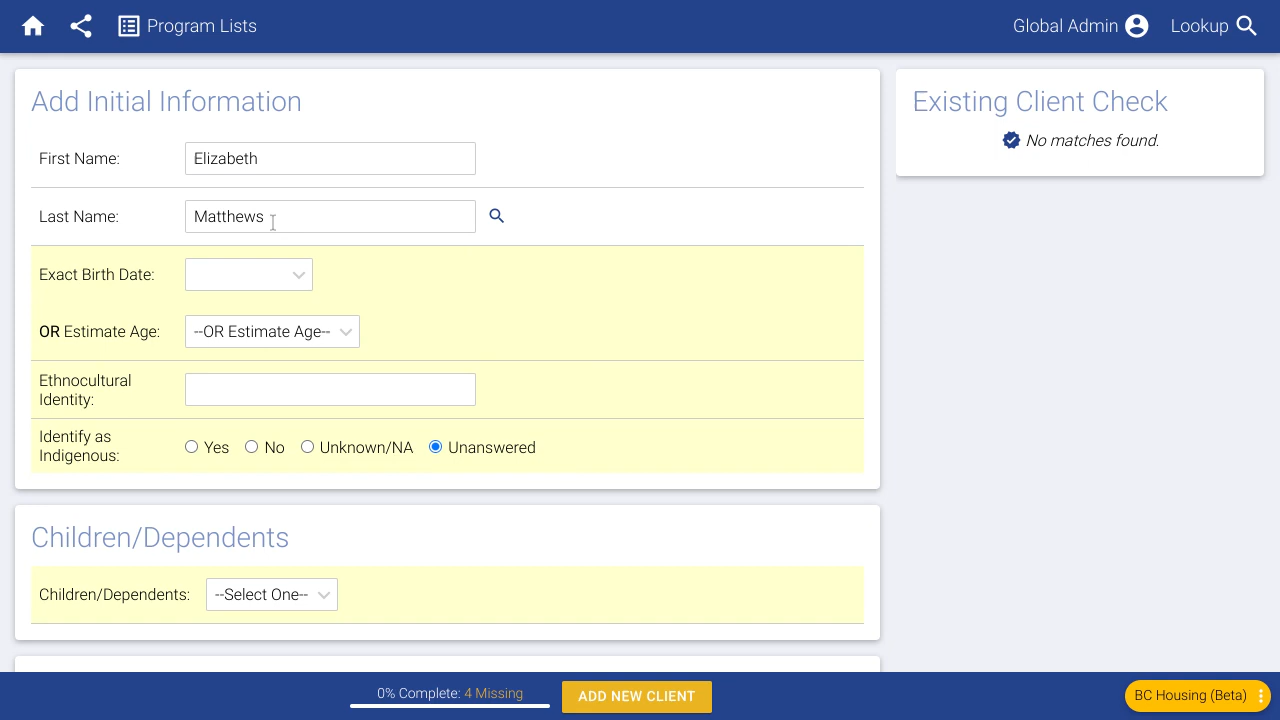 Program Lists
Global Admin
Lookup
Add Initial Information
First Name:
Elizabeth
Last Name:
Matthews
Exact Birth Date:
OR Estimate Age:
--OR Estimate Age--
Ethnocultural
Identity:
Identify as
Indigenous:
Yes
No
Unknown/NA
Unanswered
Children/Dependents
Children/Dependents:
--Select One--
Existing Client Check
No matches found.
0% Complete: 4 Missing
ADD NEW CLIENT
BC Housing (Beta)